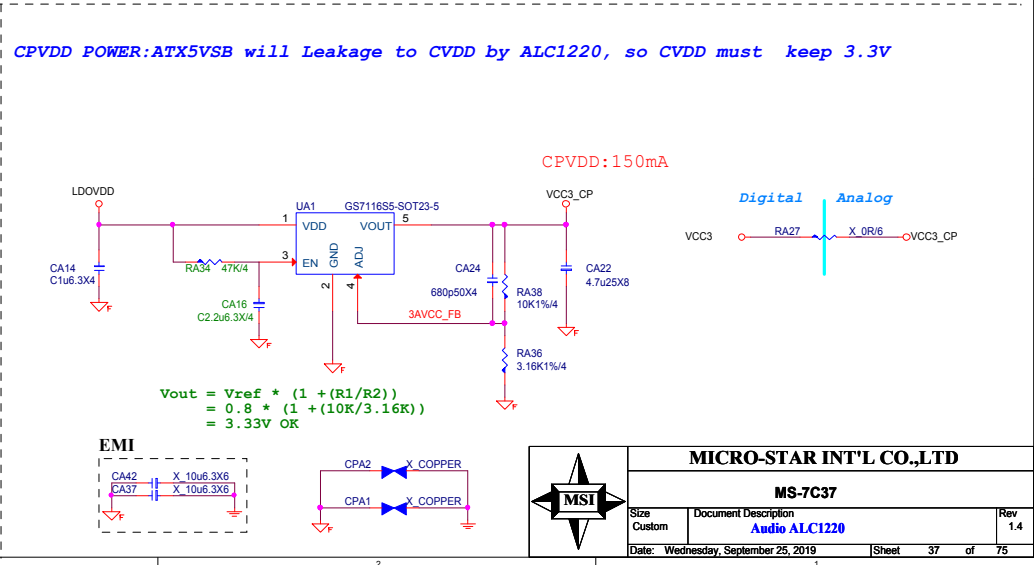 CPVDD POWER:ATX5VSB will Leakage to CVDD by ALC1220, so CVDD must keep 3.3V
CPVDD:150mA
LDOVDD
VCC3_CP
UA1
GS7116S5-SOT23-5
1
VDD
VOUT
5
3
EN
GND
ADJ
2
4
RA34
47K/4
CA14
C1u6.3X4
CA16
C2.2u6.3X/4
CA24
680p50X4
RA38
10K1%/4
CA22
4.7u25X8
3AVCC_FB
RA36
3.16K1%/4
F
F
F
F
F
Digital
Analog
VCC3
RA27
X_0R/6
VCC3_CP
Vout = Vref * (1 +(R1/R2))
= 0.8 * (1 +(10K/3.16K))
= 3.33V OK
EMI
CA42
X_10u6.3X6
CA37
X_10u6.3X6
F
CPA2
X_COPPER
CPA1
X_COPPER
F
MSI
MICRO-STAR INT'L CO.,LTD
MS-7C37
Size
Custom
Document Description
Audio ALC1220
Rev
1.4
Date: Wednesday, September 25, 2019
Sheet 37 of 75
1